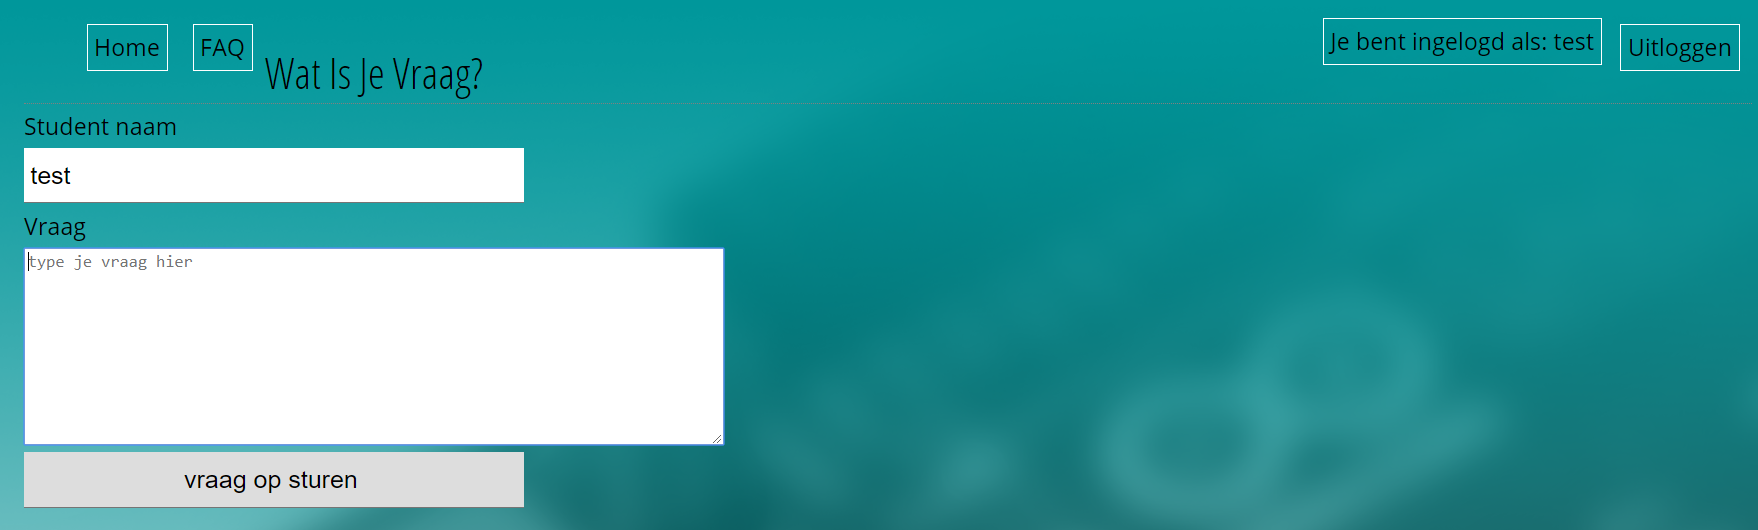 Home
FAQ
Wat Is Je Vraag?
Je bent ingelogd als: test
Uitloggen
Student naam
test
Vraag
type je vraag hier
vraag op sturen